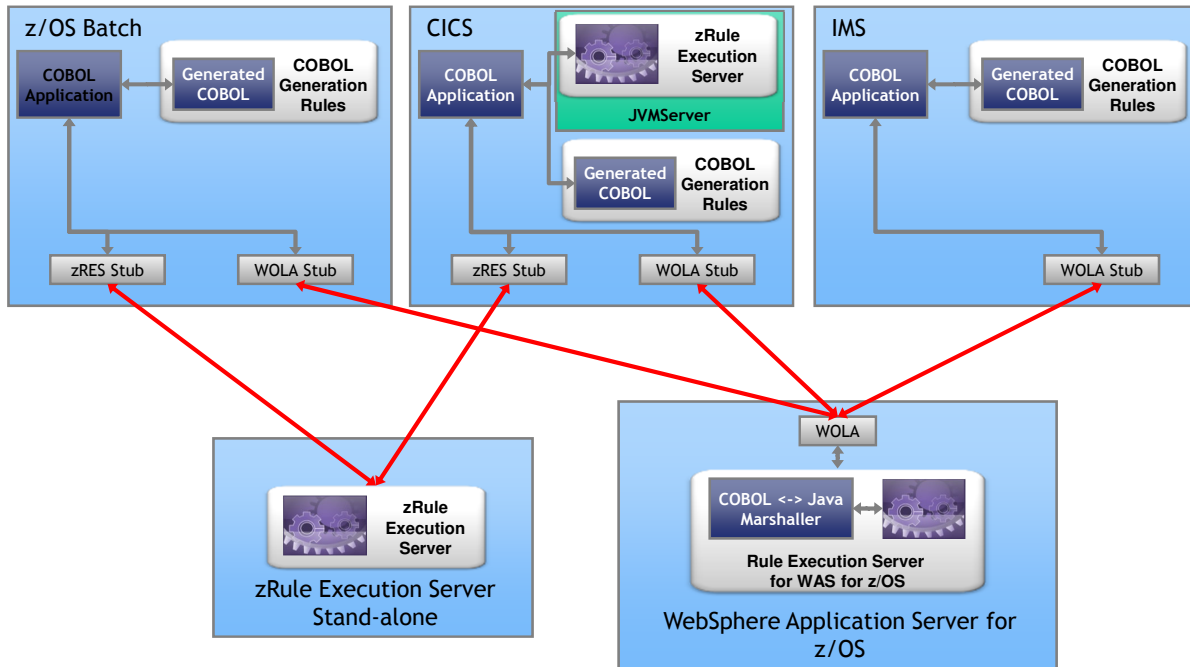 z/OS Batch
COBOL
Application
Generated
COBOL
COBOL
Generation
Rules
zRES Stub
WOLA Stub
CICS
COBOL
Application
zRule
Execution
Server
JVMServer
Generated
COBOL
COBOL
Generation
Rules
zRES Stub
WOLA Stub
IMS
COBOL
Application
Generated
COBOL
COBOL
Generation
Rules
WOLA Stub
zRule
Execution
Server
zRule Execution Server
Stand-alone
WOLA
COBOL <-> Java
Marshaller
Rule Execution Server
for WAS for z/OS
WebSphere Application Server for
z/OS